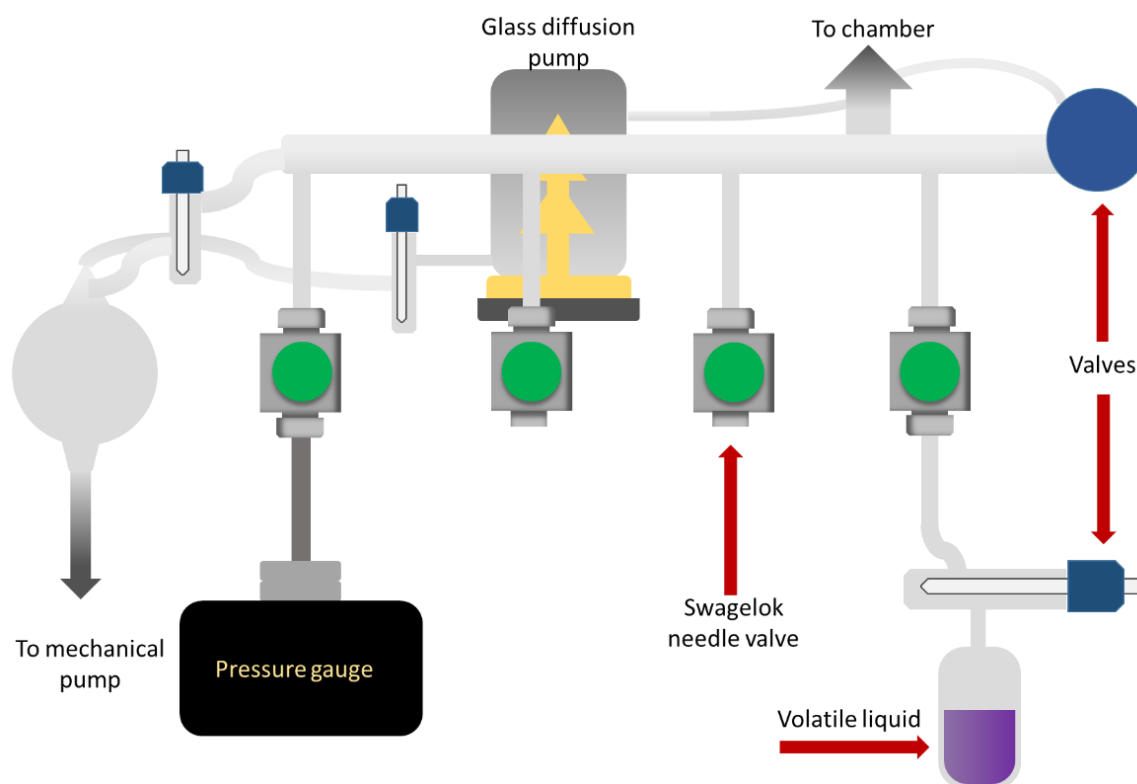 Glass diffusion
pump
To chamber
Valves
Swagelok
needle valve
To mechanical
pump
Pressure gauge
Volatile liquid